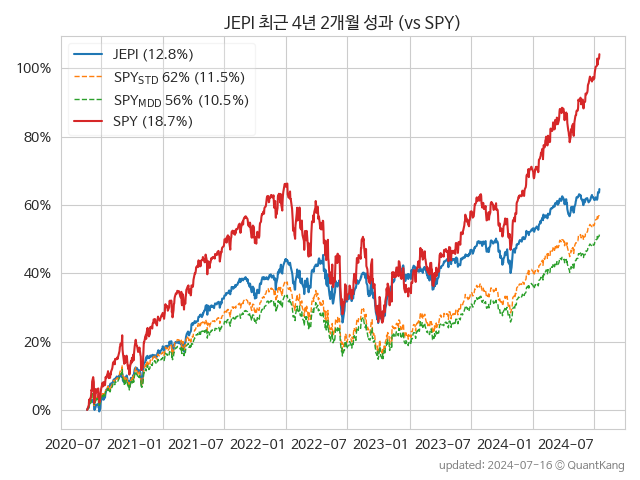 JEPI 최근 4년 2개월 성과 (vs SPY)
JEPI (12.8%)
SPYSTD 62% (11.5%)
SPYMDD 56% (10.5%)
SPY (18.7%)
100%
80%
60%
40%
20%
0%
2020-07 2021-01 2021-07 2022-01 2022-07 2023-01 2023-07 2024-01 2024-07
updated: 2024-07-16 © QuantKang